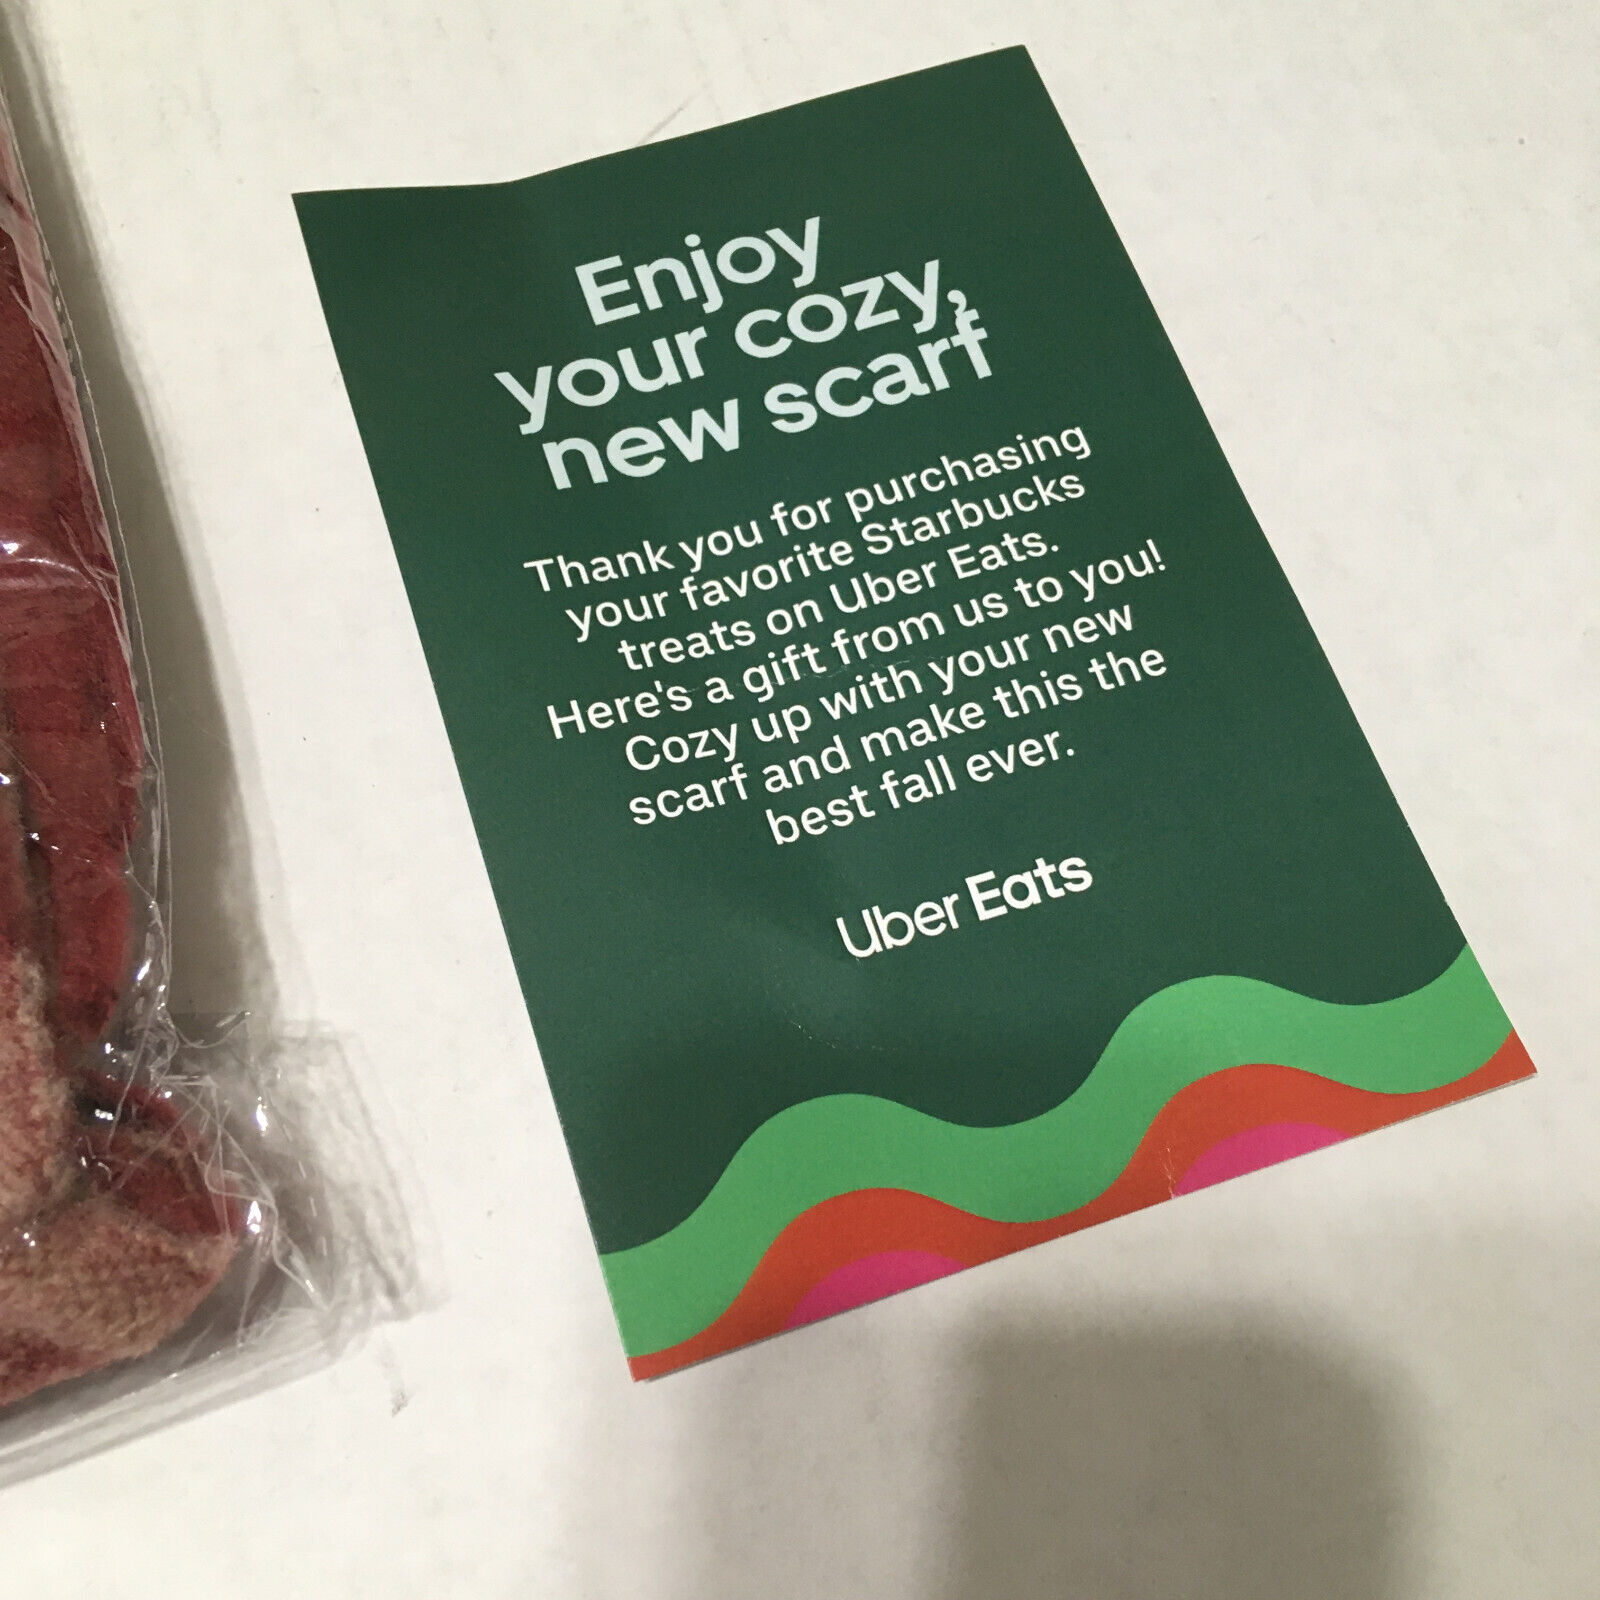 Enjoy
your cozy,
new scarf
Thank you for purchasing
your favorite Starbucks
treats on Uber Eats.
Here's a gift from us to you!
Cozy up with your new
scarf and make this the
best fall ever.
Uber Eats